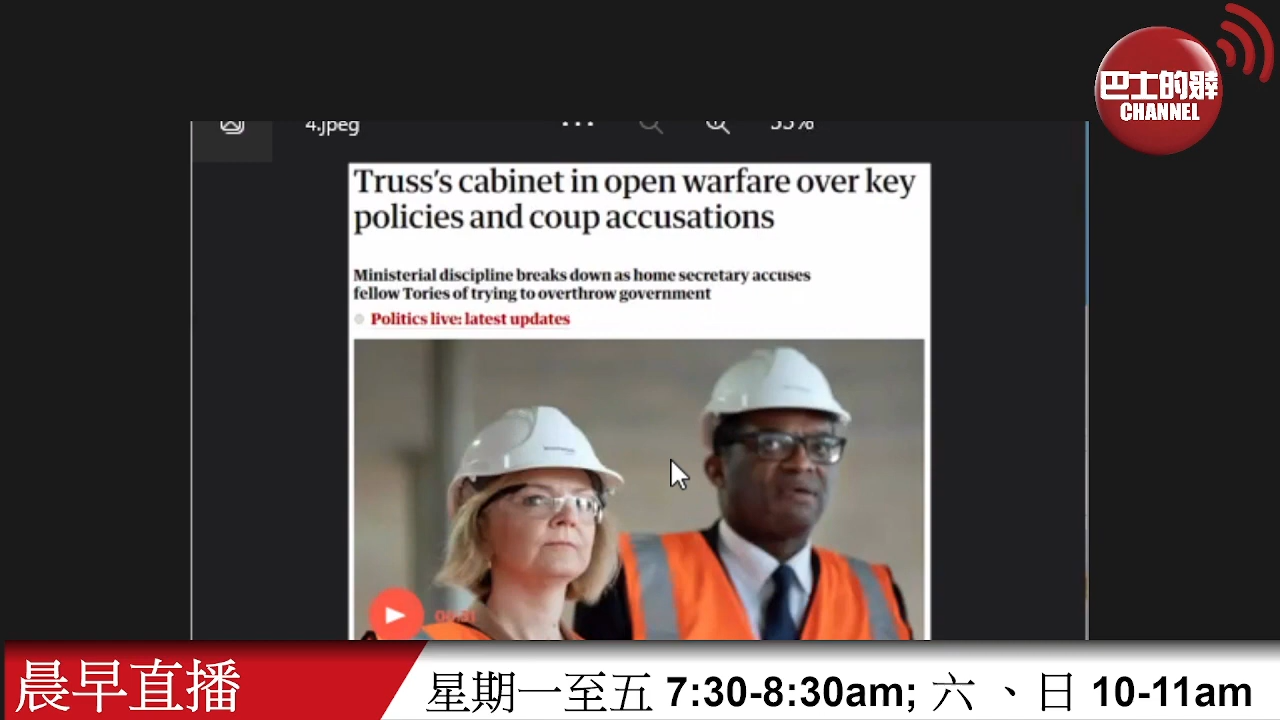 巴士的報
CHANNEL
4.jpeg
Truss’s cabinet in open warfare over key
policies and coup accusations
Ministerial discipline breaks down as home secretary accuses
fellow Tories of trying to overthrow government
Politics live: latest updates
晨早直播
星期一至五 7:30-8:30am; 六、日 10-11am